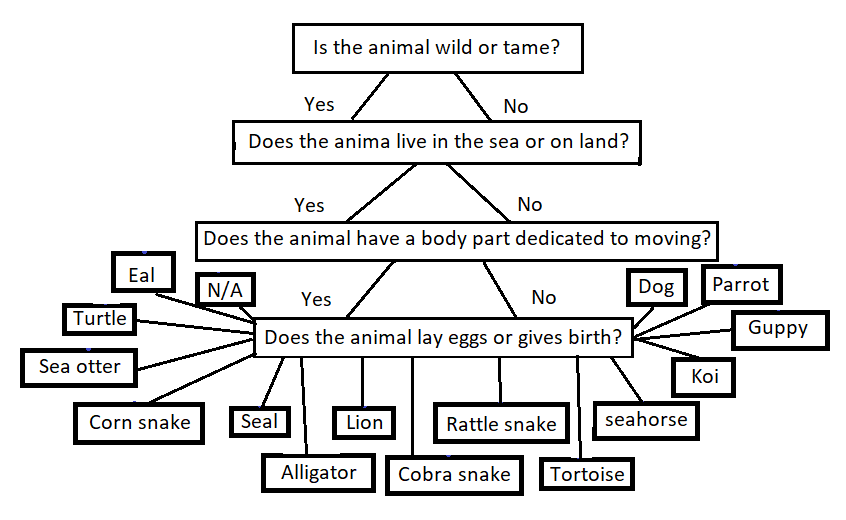 Is the animal wild or tame?
Yes
No
Does the anima live in the sea or on land?
Yes
No
Does the animal have a body part dedicated to moving?
Eal
N/A
Yes
No
Dog
Parrot
Turtle
Does the animal lay eggs or gives birth?
Guppy
Sea otter
Koi
Corn snake
Seal
Lion
Rattle snake
seahorse
Alligator
Cobra snake
Tortoise